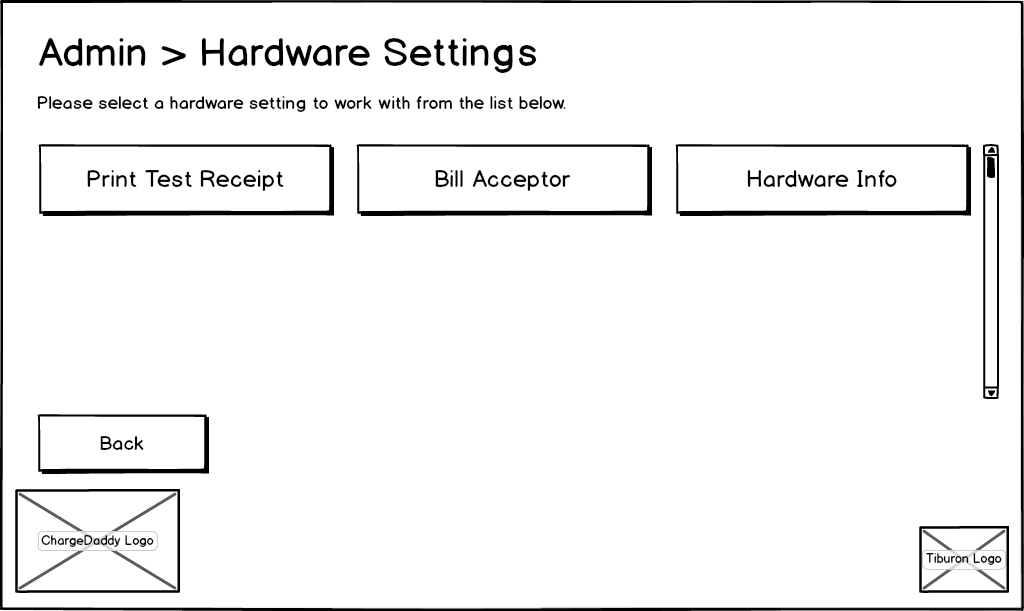 Admin > Hardware Settings
Please select a hardware setting to work with from the list below.
Print Test Receipt
Bill Acceptor
Hardware Info
Back
ChargeDaddy Logo
Tiburon Logo